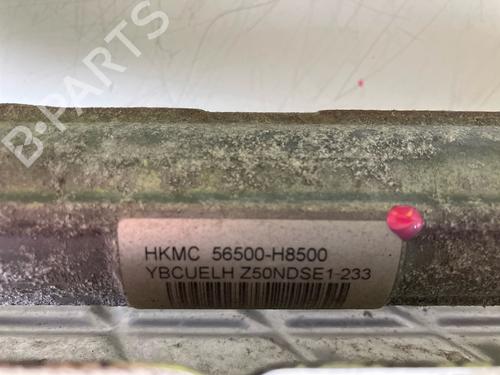 B-PARTS
HKMC 56500-H8500
YBCUELH Z50NDSE1-233